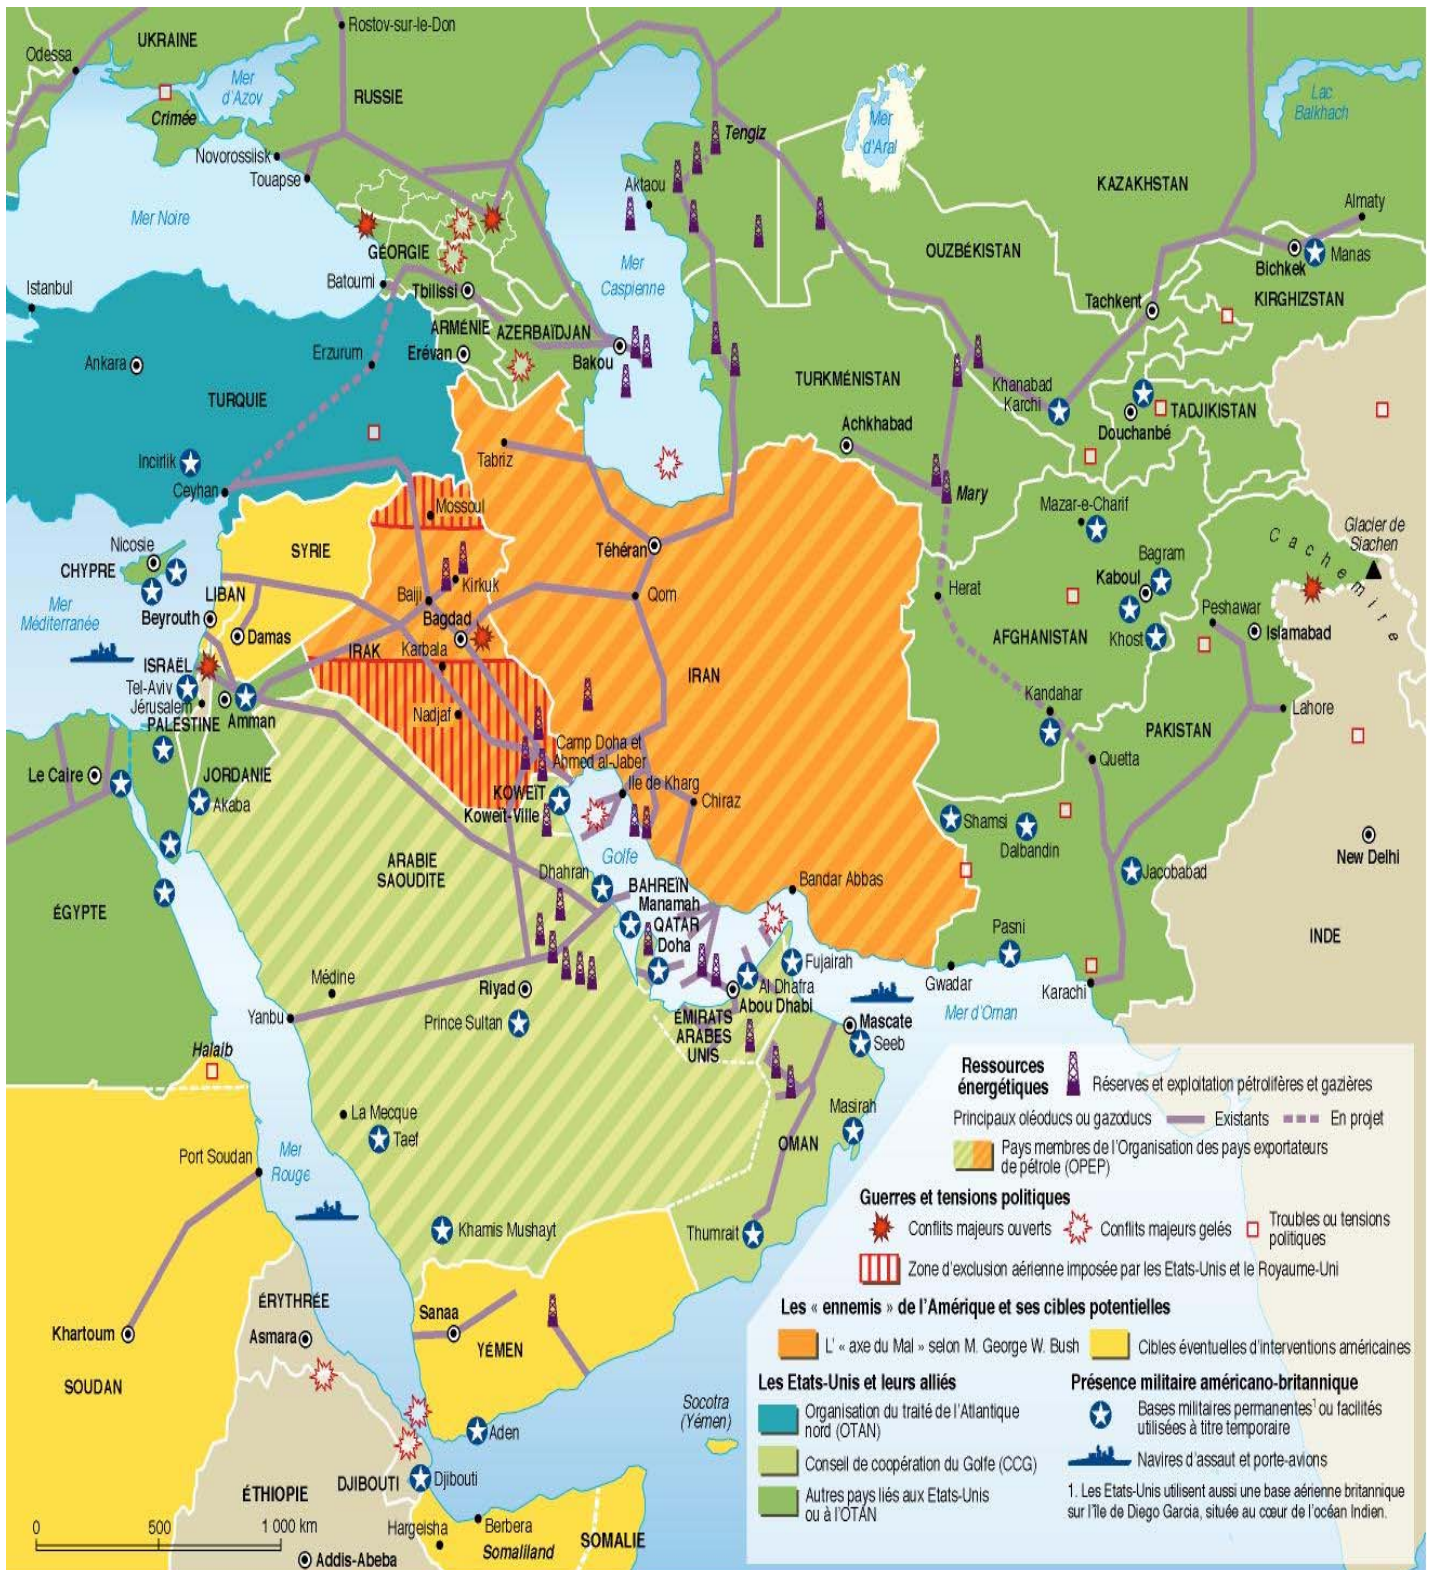 Rostov-sur-le-Don
UKRAINE
Odessa
Mer
d'Azov
RUSSIE
Crimée
Lac
Balkhach
Mer
d'Aral
Tengiz
Novorossiisk
Touapse
Aktaou
KAZAKHSTAN
Almaty
Mer Noire
OUZBÉKISTAN
GÉORGIE
Mer
Caspienne
Bichkek
Manas
Istanbul
Batoumi
Tbilissi
Tachkent
KIRGHIZSTAN
ARMÉNIE
AZERBAÏDJAN
Ankara
Erzurum
Erévan
Bakou
TURKMÉNISTAN
Khanabad
Karchi
TURQUIE
TADJIKISTAN
Achkhabad
Douchanbé
Incirlik
Tabriz
Ceyhan
Mary
Mossoul
Mazar-e-Charif
Glacier de
Siachen
Nicosie
SYRIE
Téhéran
Cachemire
Bagram
CHYPRE
Kirkuk
Kaboul
LIBAN
Baiji
Qom
Herat
Mer
Méditerranée
Beyrouth
Bagdad
Peshawar
Damas
AFGHANISTAN
Khost
Islamabad
Karbala
ISRAËL
IRAK
IRAN
Tel-Aviv
Jérusalem
Kandahar
PALESTINE
Amman
Nadjaf
Lahore
PAKISTAN
Camp Doha et
Ahmed al-Jaber
Quetta
Le Caire
JORDANIE
Ile de Kharg
KOWEÏT
Akaba
Koweït-Ville
Chiraz
Shamsi
Dalbandin
New Delhi
ARABIE
SAOUDITE
Golfe
Dhahran
Jacobabad
BAHREÏN
Manamah
Bandar Abbas
ÉGYPTE
QATAR
Doha
Pasni
INDE
Fujairah
Médine
Riyad
Al Dhafra
Abou Dhabi
Gwadar
Karachi
Yanbu
Prince Sultan
ÉMIRATS
ARABES
UNIS
Mascate
Seeb
Mer d'Oman
Halaib
La Mecque
Taef
Masirah
OMAN
Port Soudan
Mer
Rouge
Khamis Mushayt
Thumrait
ÉRYTHRÉE
Sanaa
Khartoum
Asmara
YÉMEN
SOUDAN
Socotra
(Yémen)
Aden
DJIBOUTI
Djibouti
ÉTHIOPIE
Hargeisha
Berbera
Somaliland
SOMALIE
Addis-Abeba
0 500 1 000 km
Ressources
énergétiques
Réserves et exploitation pétrolifères et gazières
Principaux oléoducs ou gazoducs
Existants
En projet
Pays membres de l'Organisation des pays exportateurs
de pétrole (OPEP)
Guerres et tensions politiques
Conflits majeurs ouverts
Conflits majeurs gelés
Troubles ou tensions
politiques
Zone d'exclusion aérienne imposée par les Etats-Unis et le Royaume-Uni
Les « ennemis » de l'Amérique et ses cibles potentielles
L' « axe du Mal » selon M. George W. Bush
Cibles éventuelles d'interventions américaines
Les Etats-Unis et leurs alliés
Organisation du traité de l'Atlantique
nord (OTAN)
Conseil de coopération du Golfe (CCG)
Autres pays liés aux Etats-Unis
ou à l'OTAN
Présence militaire américano-britannique
Bases militaires permanentes¹ ou facilités
utilisées à titre temporaire
Navires d'assaut et porte-avions
1. Les Etats-Unis utilisent aussi une base aérienne britannique
sur l'île de Diego Garcia, située au cœur de l'océan Indien.